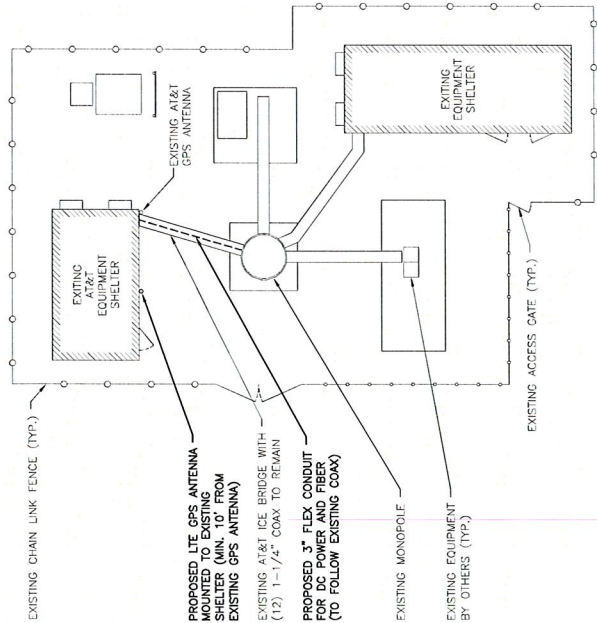 EXISTING CHAIN LINK FENCE (TYP.)
PROPOSED LTE GPS ANTENNA
MOUNTED TO EXISTING
SHELTER (MIN. 10' FROM
EXISTING GPS ANTENNA)
EXISTING AT&T ICE BRIDGE WITH
(12) 1-1/4" COAX TO REMAIN
PROPOSED 3" FLEX CONDUIT
FOR DC POWER AND FIBER
(TO FOLLOW EXISTING COAX)
EXISTING MONOPOLE
EXISTING EQUIPMENT
BY OTHERS (TYP.)
EXISTING ACCESS GATE (TYP.)
EXITING
AT&T
EQUIPMENT
SHELTER
EXISTING AT&T
GPS ANTENNA
EXITING
EQUIPMENT
SHELTER